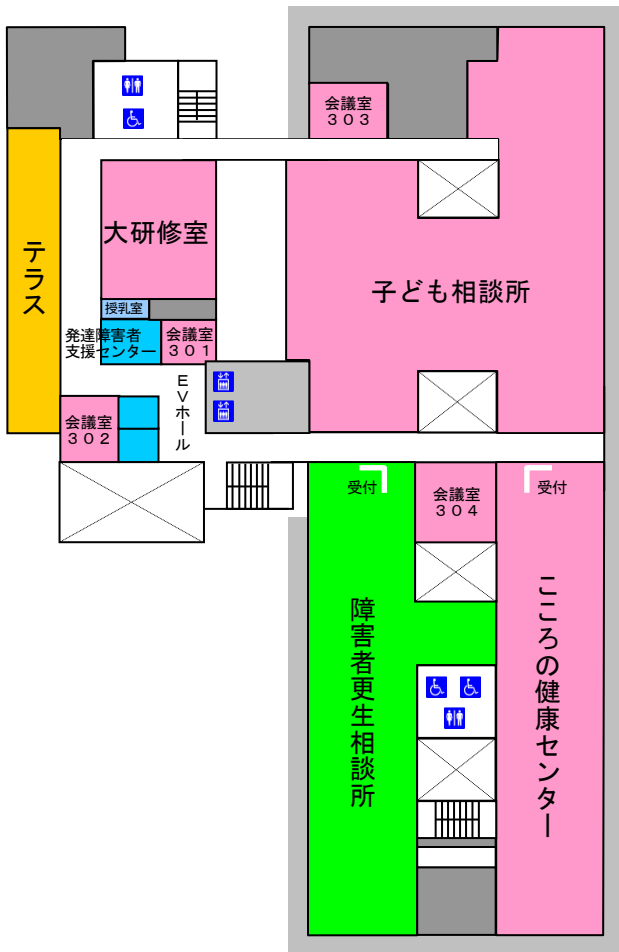 会議室
３０３
大研修室
テラス
子ども相談所
授乳室
発達障害者
支援センター
会議室
３０１
EVホール
会議室
３０２
受付
会議室
３０４
受付
障害者更生相談所
こころの健康センター